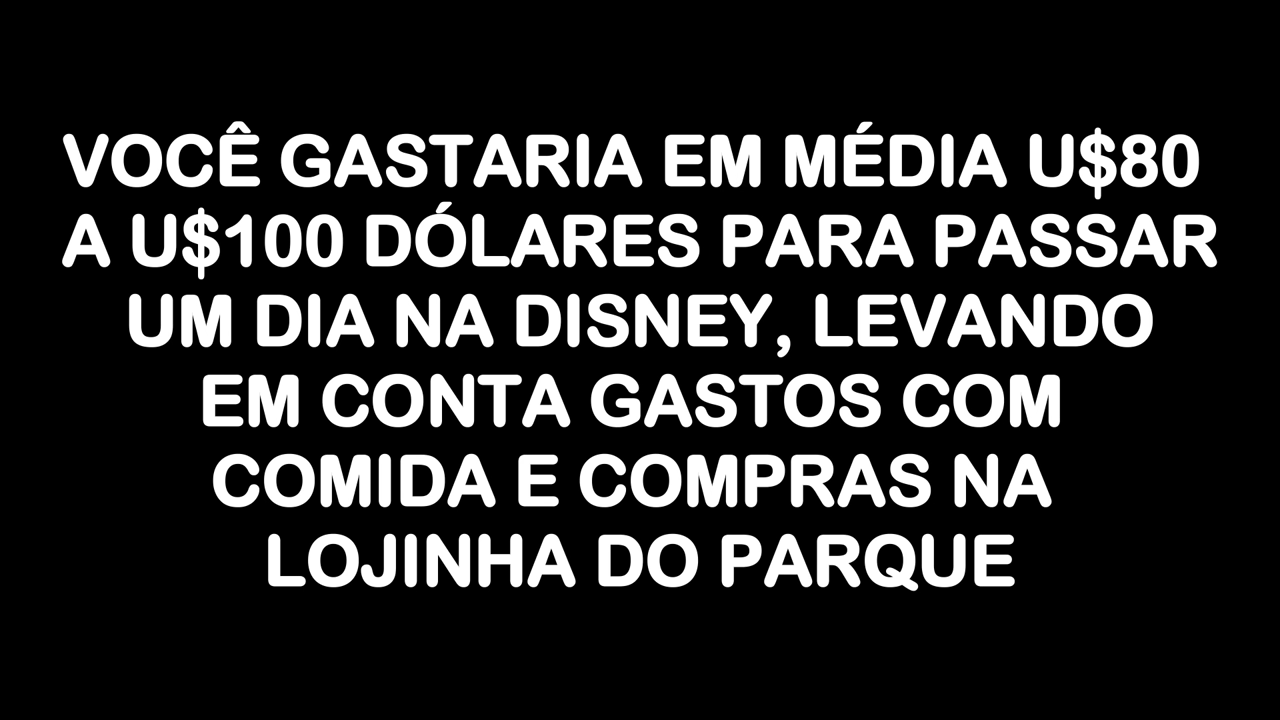 VOCÊ GASTARIA EM MÉDIA U$80
A U$100 DÓLARES PARA PASSAR
UM DIA NA DISNEY, LEVANDO
EM CONTA GASTOS COM
COMIDA E COMPRAS NA
LOJINHA DO PARQUE